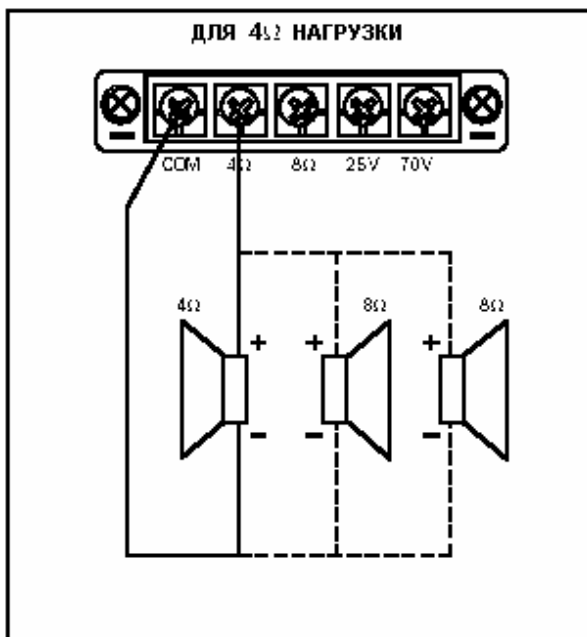 ДЛЯ 4Ω НАГРУЗКИ
COM 4Ω 8Ω 25V 70V
4Ω 8Ω 8Ω
+ + +
- - -